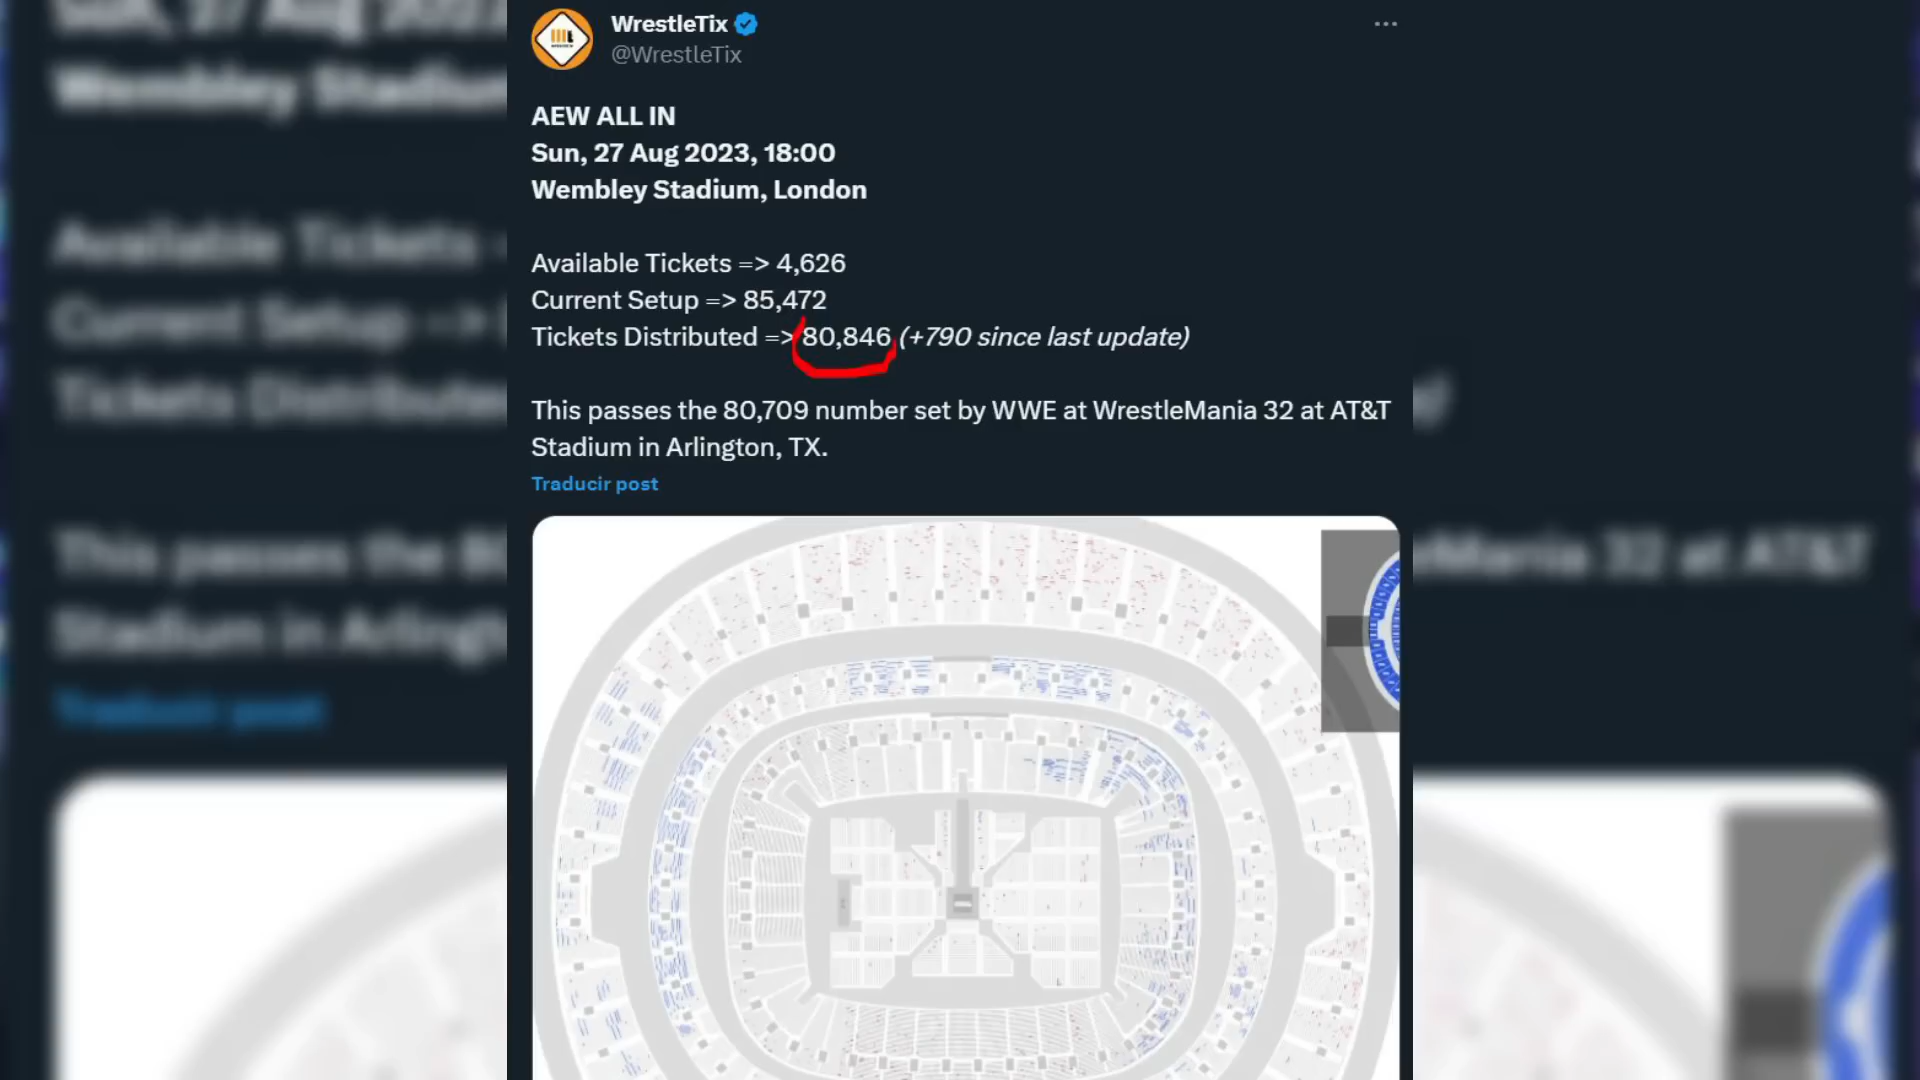 WrestleTix
@WrestleTix
AEW ALL IN
Sun, 27 Aug 2023, 18:00
Wembley Stadium, London
Available Tickets => 4,626
Current Setup => 85,472
Tickets Distributed => 80,846 (+790 since last update)
This passes the 80,709 number set by WWE at WrestleMania 32 at AT&T
Stadium in Arlington, TX.
Traducir post